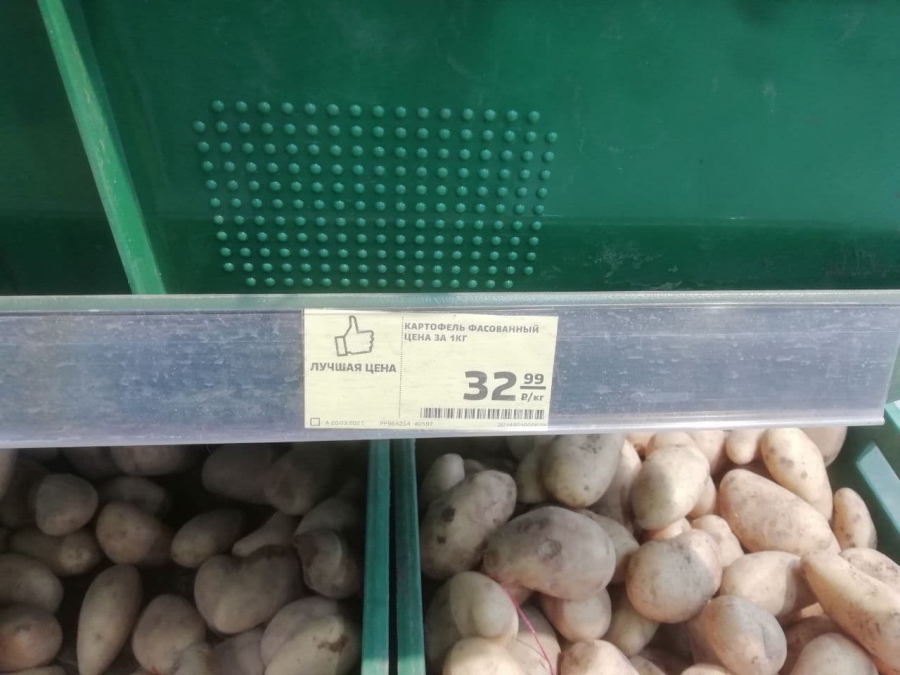 ЛУЧШАЯ ЦЕНА
КАРТОФЕЛЬ ФАСОВАННЫЙ
ЦЕНА ЗА 1КГ
32 99
₽/кг